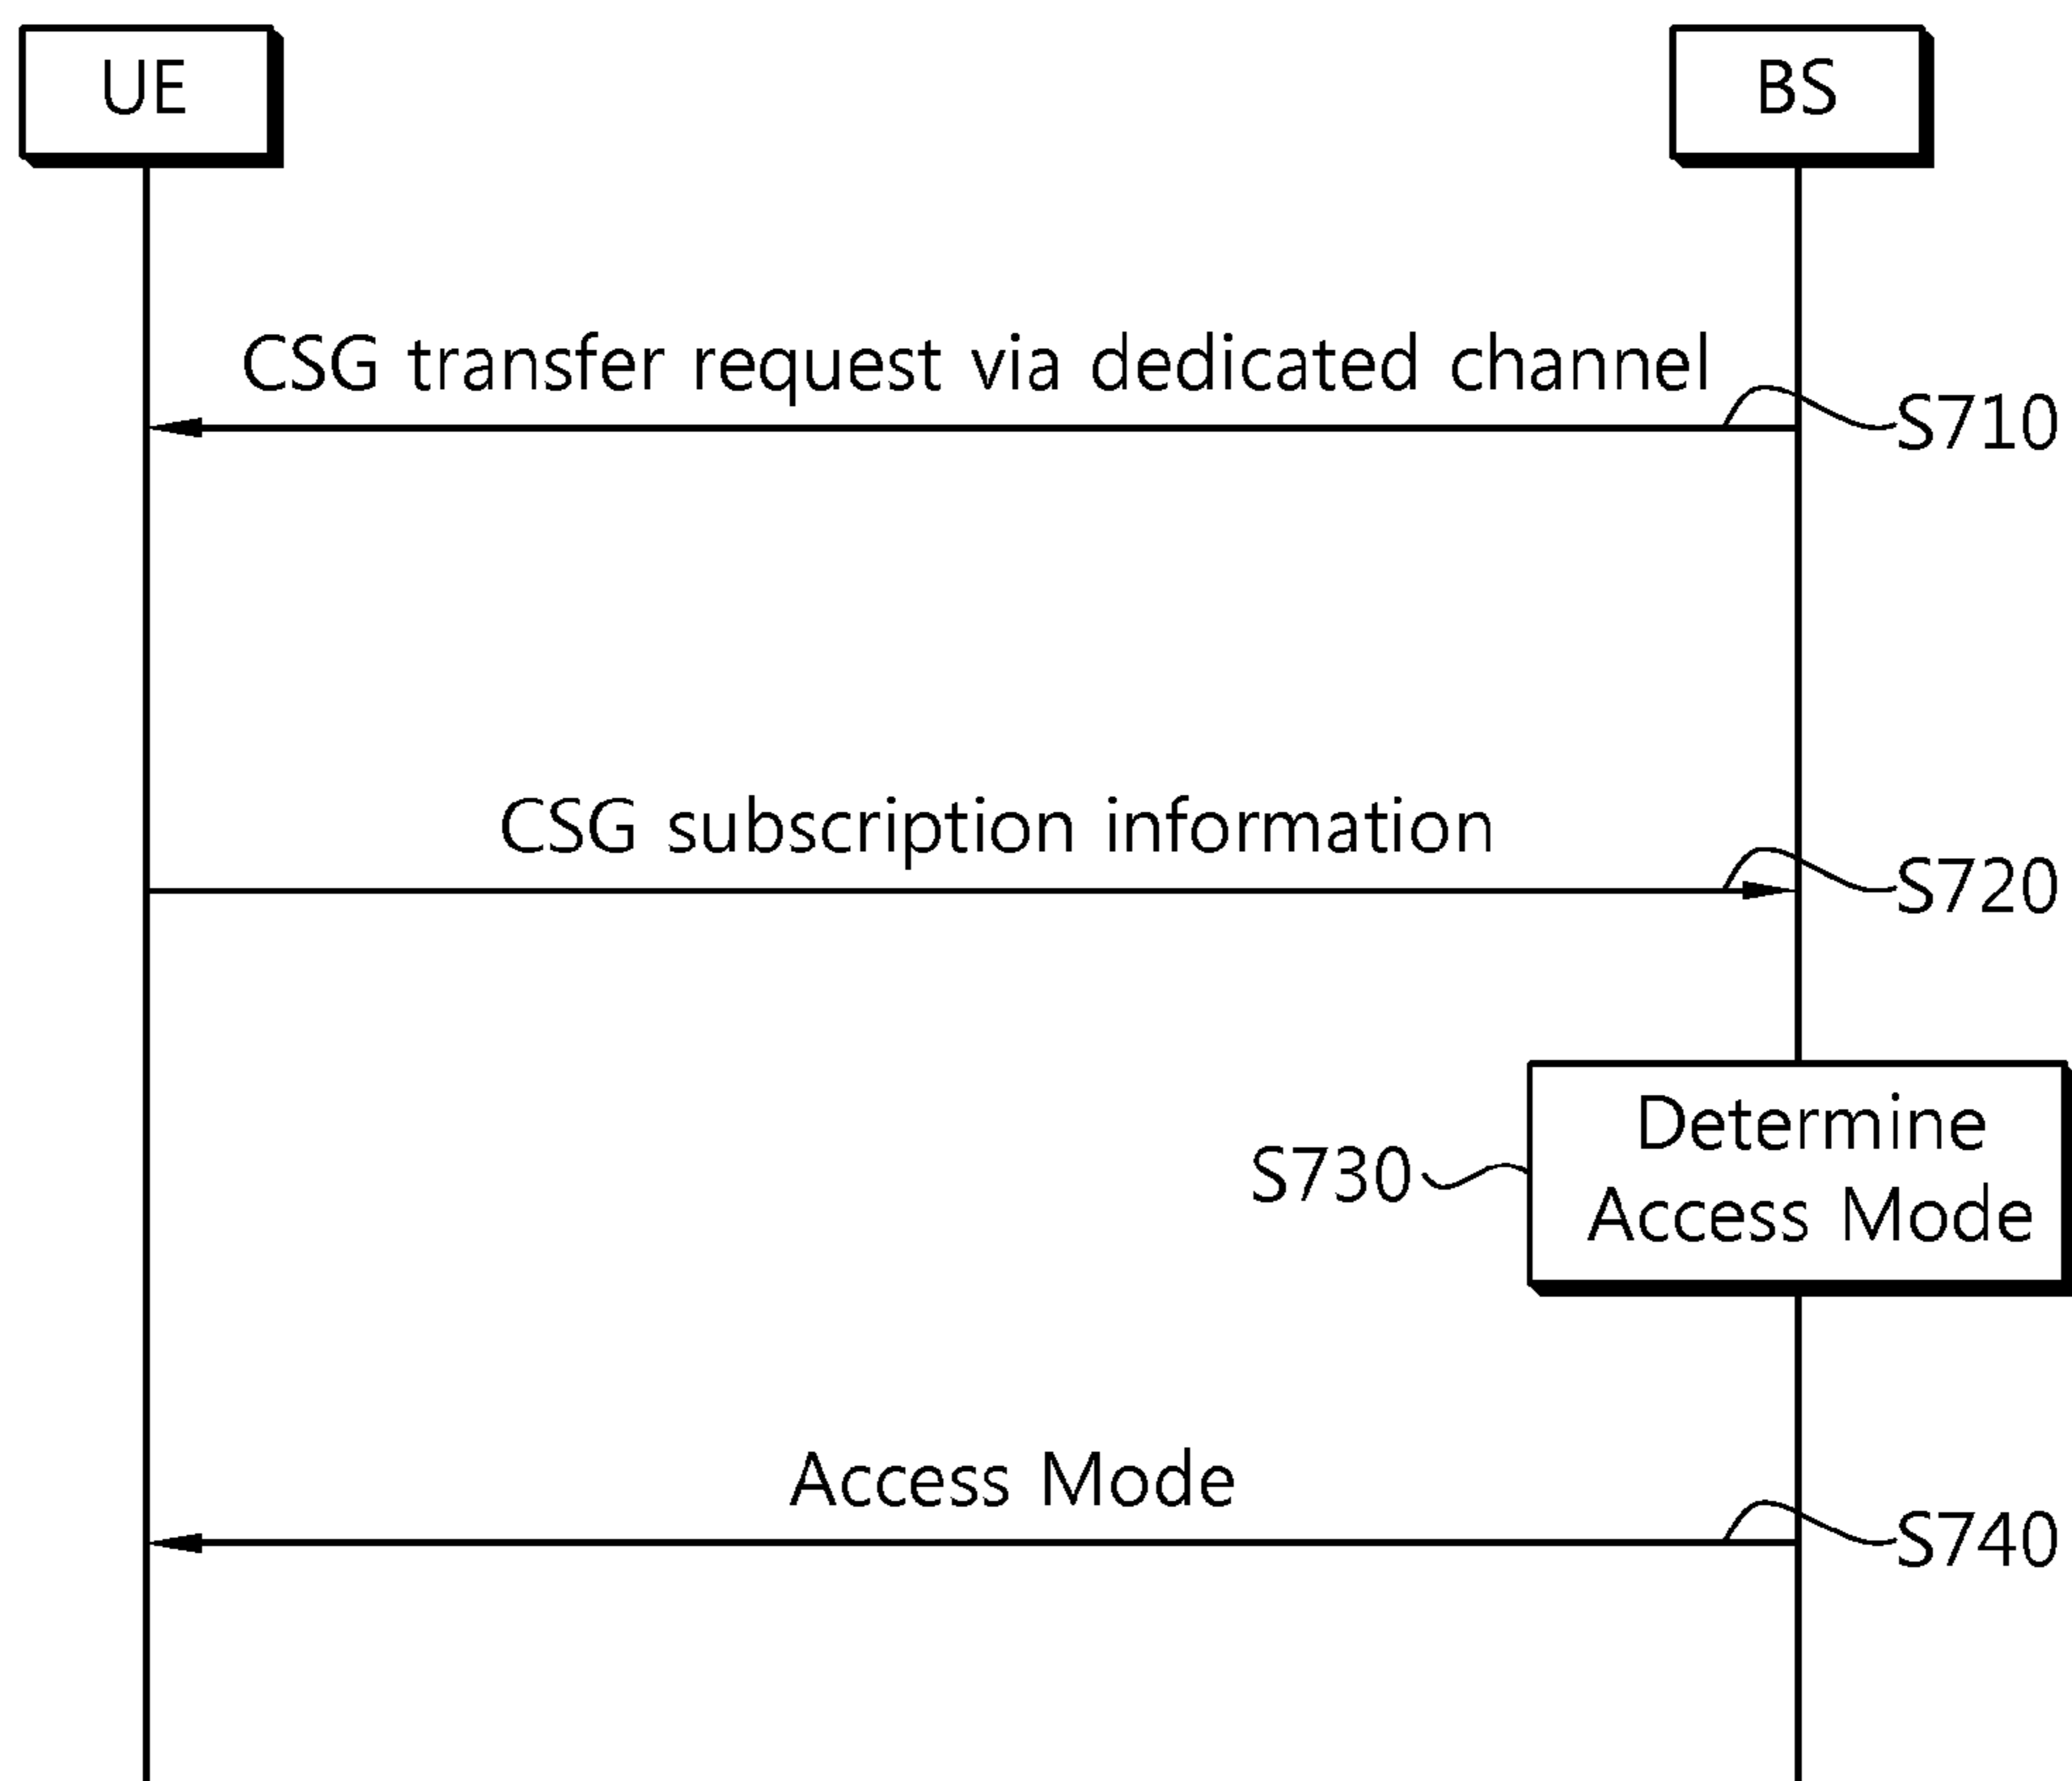 UE
BS
CSG transfer request via dedicated channel
S710
CSG subscription information
S720
Determine
Access Mode
S730
Access Mode
S740